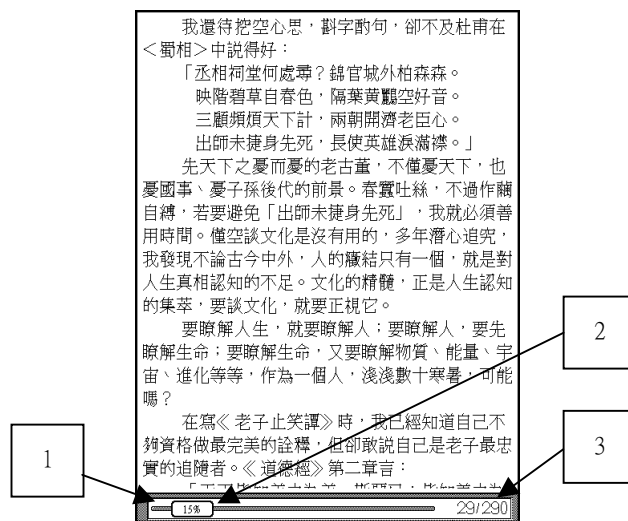 我還待挖空心思，斟字酌句，卻不及杜甫在
＜蜀相＞中說得好：
「丞相祠堂何處尋？錦官城外柏森森。
映階碧草自春色，隔葉黃鸝空好音。
三顧頻煩天下計，兩朝開濟老臣心。
出師未捷身先死，長使英雄淚滿襟。」
先天下之憂而憂的老古董，不僅憂天下，也
憂國事、憂子孫後代的前景。春蠶吐絲，不過作繭
自縛，若要避免「出師未捷身先死」，我就必須善
用時間。僅空談文化是沒有用的，多年潛心追究，
我發現不論古今中外，人的癥結只有一個，就是對
人生真相認知的不足。文化的精髓，正是人生認知
的集萃，要談文化，就要正視它。
要瞭解人生，就要瞭解人；要瞭解人，要先
瞭解生命；要瞭解生命，又要瞭解物質、能量、宇
宙、進化等等，作為一個人，淺淺數十寒暑，可能
嗎？
在寫《老子止笑譚》時，我已經知道自己不
夠資格做最完美的詮釋，但卻敢說自己是老子最忠
實的追隨者。《道德經》第二章言：
15%
29/290
1
2
3